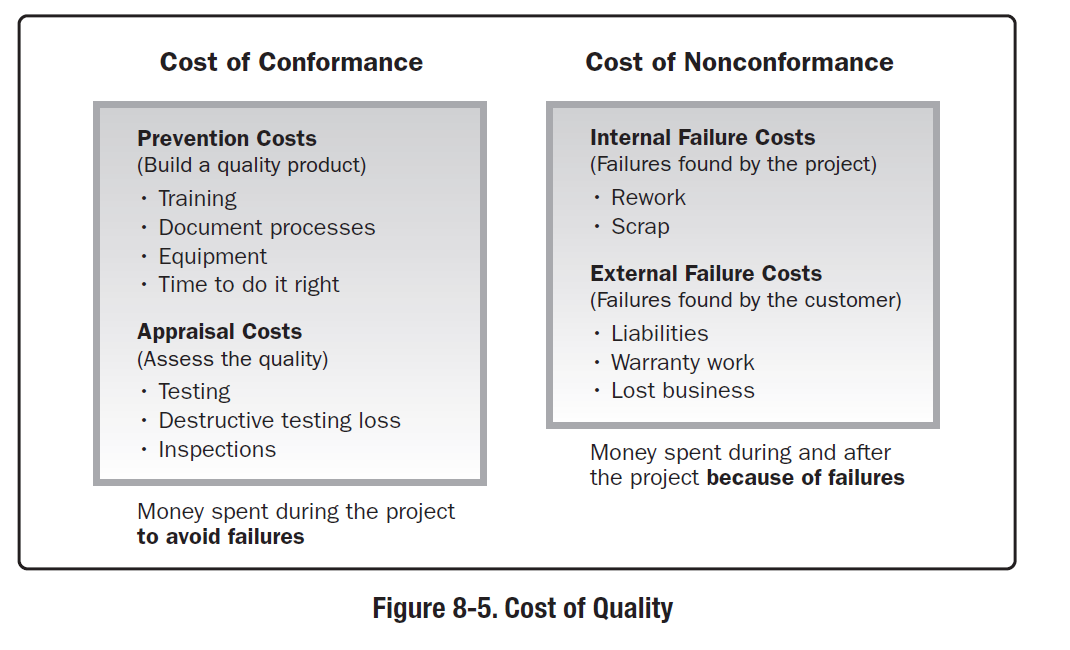 Cost of Conformance
Prevention Costs
(Build a quality product)
• Training
• Document processes
• Equipment
• Time to do it right
Appraisal Costs
(Assess the quality)
• Testing
• Destructive testing loss
• Inspections
Money spent during the project
to avoid failures
Cost of Nonconformance
Internal Failure Costs
(Failures found by the project)
• Rework
• Scrap
External Failure Costs
(Failures found by the customer)
• Liabilities
• Warranty work
• Lost business
Money spent during and after
the project because of failures
Figure 8-5. Cost of Quality